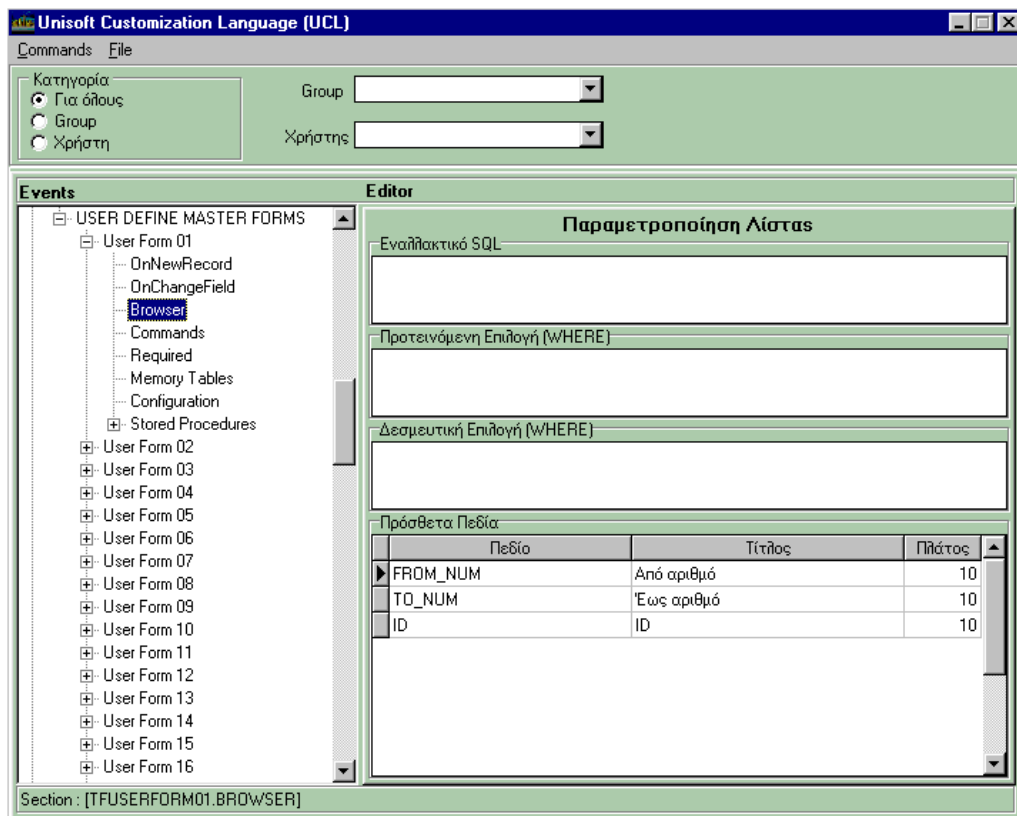 Unisoft Customization Language (UCL)
Commands File
Κατηγορία
Για όλους
Group
Χρήστη
Group
Χρήστης
Events
Editor
USER DEFINE MASTER FORMS
User Form 01
OnNewRecord
OnChangeField
Browser
Commands
Required
Memory Tables
Configuration
Stored Procedures
User Form 02
User Form 03
User Form 04
User Form 05
User Form 06
User Form 07
User Form 08
User Form 09
User Form 10
User Form 11
User Form 12
User Form 13
User Form 14
User Form 15
User Form 16
Παραμετροποίηση Λίστας
Εναλλακτικό SQL
Προτεινόμενη Επιλογή (WHERE)
Δεσμευτική Επιλογή (WHERE)
Πρόσθετα Πεδία
Πεδίο Τίτλος Πλάτος
FROM_NUM Από αριθμό 10
TO_NUM Έως αριθμό 10
ID ID 10
Section : [TFUSERFORM01.BROWSER]